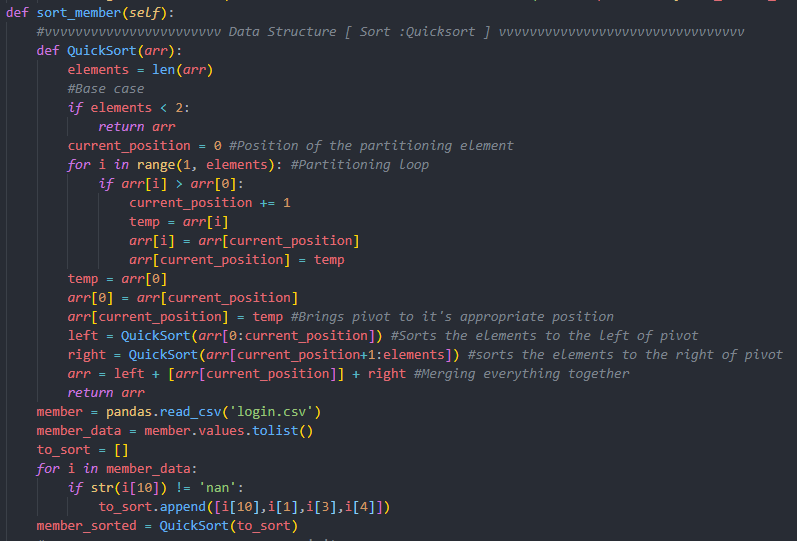 def sort_member(self):
    #vvvvvvvvvvvvvvvvvvvvvvv Data Structure [ Sort :Quicksort ] vvvvvvvvvvvvvvvvvvvvvvvvvvvvvvvv
    def QuickSort(arr):
        elements = len(arr)
        #Base case
        if elements < 2:
            return arr
        current_position = 0 #Position of the partitioning element
        for i in range(1, elements): #Partitioning loop
            if arr[i] > arr[0]:
                current_position += 1
                temp = arr[i]
                arr[i] = arr[current_position]
                arr[current_position] = temp
        temp = arr[0]
        arr[0] = arr[current_position]
        arr[current_position] = temp #Brings pivot to it's appropriate position
        left = QuickSort(arr[0:current_position]) #Sorts the elements to the left of pivot
        right = QuickSort(arr[current_position+1:elements]) #sorts the elements to the right of pivot
        arr = left + [arr[current_position]] + right #Merging everything together
        return arr
    member = pandas.read_csv('login.csv')
    member_data = member.values.tolist()
    to_sort = []
    for i in member_data:
        if str(i[10]) != 'nan':
            to_sort.append([i[10],i[1],i[3],i[4]])
    member_sorted = QuickSort(to_sort)